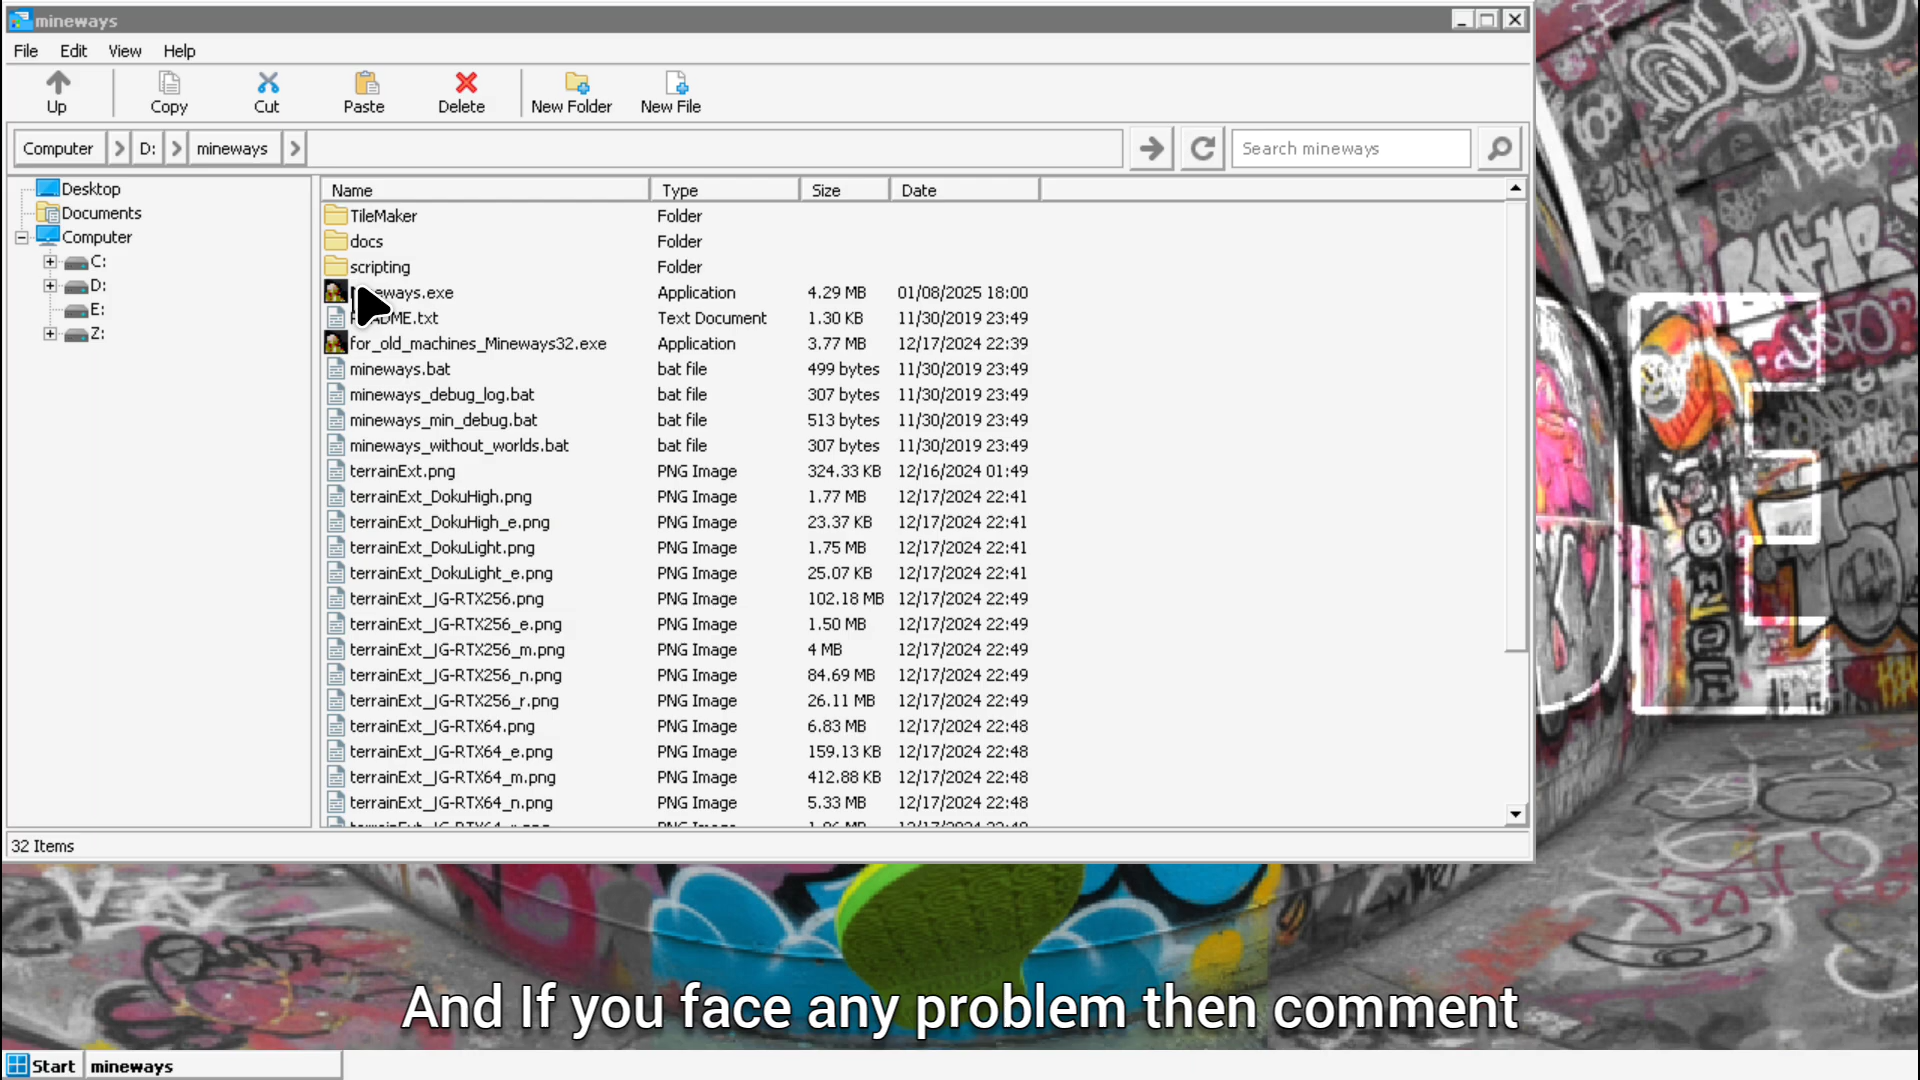 mineways
File Edit View Help
Up Copy Cut Paste Delete New Folder New File
Computer D: mineways Search mineways
Desktop
Documents
Computer
C:
D:
E:
Z:
Name Type Size Date
TileMaker Folder
docs Folder
scripting Folder
eways.exe Application 4.29 MB 01/08/2025 18:00
DME.txt Text Document 1.30 KB 11/30/2019 23:49
for_old_machines_Mineways32.exe Application 3.77 MB 12/17/2024 22:39
mineways.bat bat file 499 bytes 11/30/2019 23:49
mineways_debug_log.bat bat file 307 bytes 11/30/2019 23:49
mineways_min_debug.bat bat file 513 bytes 11/30/2019 23:49
mineways_without_worlds.bat bat file 307 bytes 11/30/2019 23:49
terrainExt.png PNG Image 324.33 KB 12/16/2024 01:49
terrainExt_DokuHigh.png PNG Image 1.77 MB 12/17/2024 22:41
terrainExt_DokuHigh_e.png PNG Image 23.37 KB 12/17/2024 22:41
terrainExt_DokuLight.png PNG Image 1.75 MB 12/17/2024 22:41
terrainExt_DokuLight_e.png PNG Image 25.07 KB 12/17/2024 22:41
terrainExt_JG-RTX256.png PNG Image 102.18 MB 12/17/2024 22:49
terrainExt_JG-RTX256_e.png PNG Image 1.50 MB 12/17/2024 22:49
terrainExt_JG-RTX256_m.png PNG Image 4 MB 12/17/2024 22:49
terrainExt_JG-RTX256_n.png PNG Image 84.69 MB 12/17/2024 22:49
terrainExt_JG-RTX256_r.png PNG Image 26.11 MB 12/17/2024 22:49
terrainExt_JG-RTX64.png PNG Image 6.83 MB 12/17/2024 22:48
terrainExt_JG-RTX64_e.png PNG Image 159.13 KB 12/17/2024 22:48
terrainExt_JG-RTX64_m.png PNG Image 412.88 KB 12/17/2024 22:48
terrainExt_JG-RTX64_n.png PNG Image 5.33 MB 12/17/2024 22:48
32 Items
And If you face any problem then comment
Start mineways